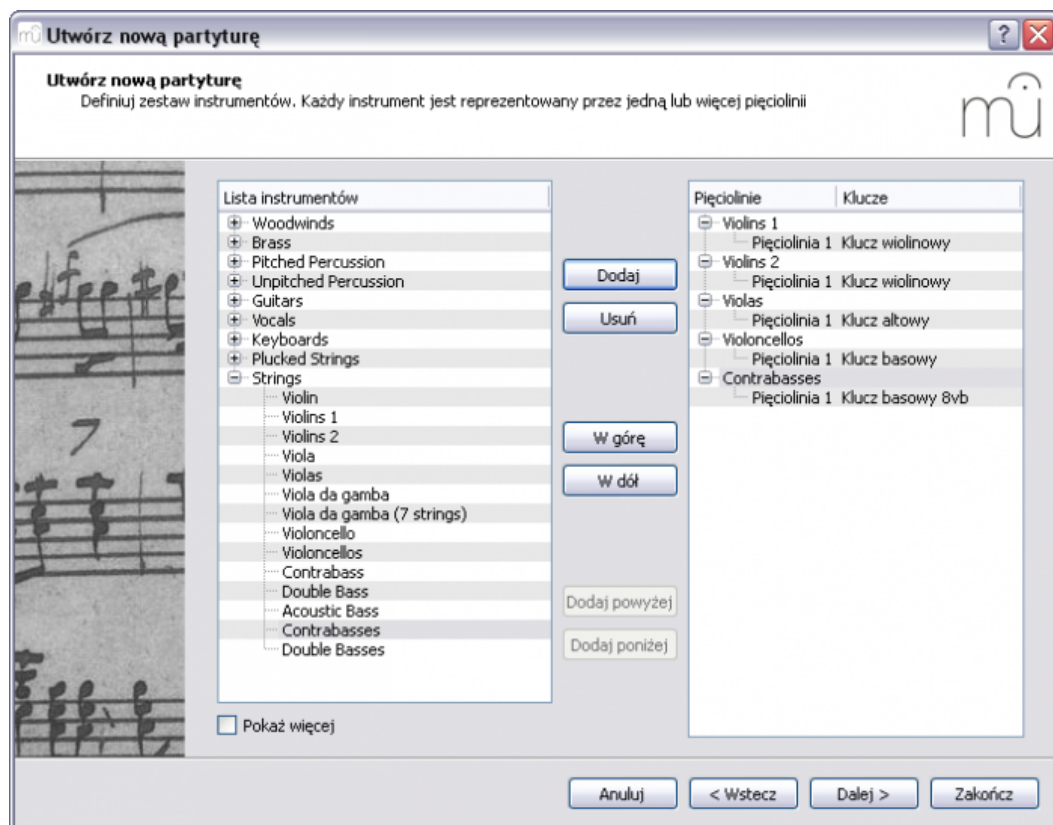 Utwórz nową partyturę
Utwórz nową partyturę
Definiuj zestaw instrumentów. Każdy instrument jest reprezentowany przez jedną lub więcej pięciolinii
mu
Lista instrumentów
Woodwinds
Brass
Pitched Percussion
Unpitched Percussion
Guitars
Vocals
Keyboards
Plucked Strings
Strings
Violin
Violins 1
Violins 2
Viola
Violas
Viola da gamba
Viola da gamba (7 strings)
Violoncello
Violoncellos
Contrabass
Double Bass
Acoustic Bass
Contrabasses
Double Basses
Pokaż więcej
Dodaj
Usuń
W górę
W dół
Dodaj powyżej
Dodaj poniżej
Pięciolinie Klucze
Violins 1
Pięciolinia 1 Klucz wiolinowy
Violins 2
Pięciolinia 1 Klucz wiolinowy
Violas
Pięciolinia 1 Klucz altowy
Violoncellos
Pięciolinia 1 Klucz basowy
Contrabasses
Pięciolinia 1 Klucz basowy 8vb
Anuluj < Wstecz Dalej > Zakończ